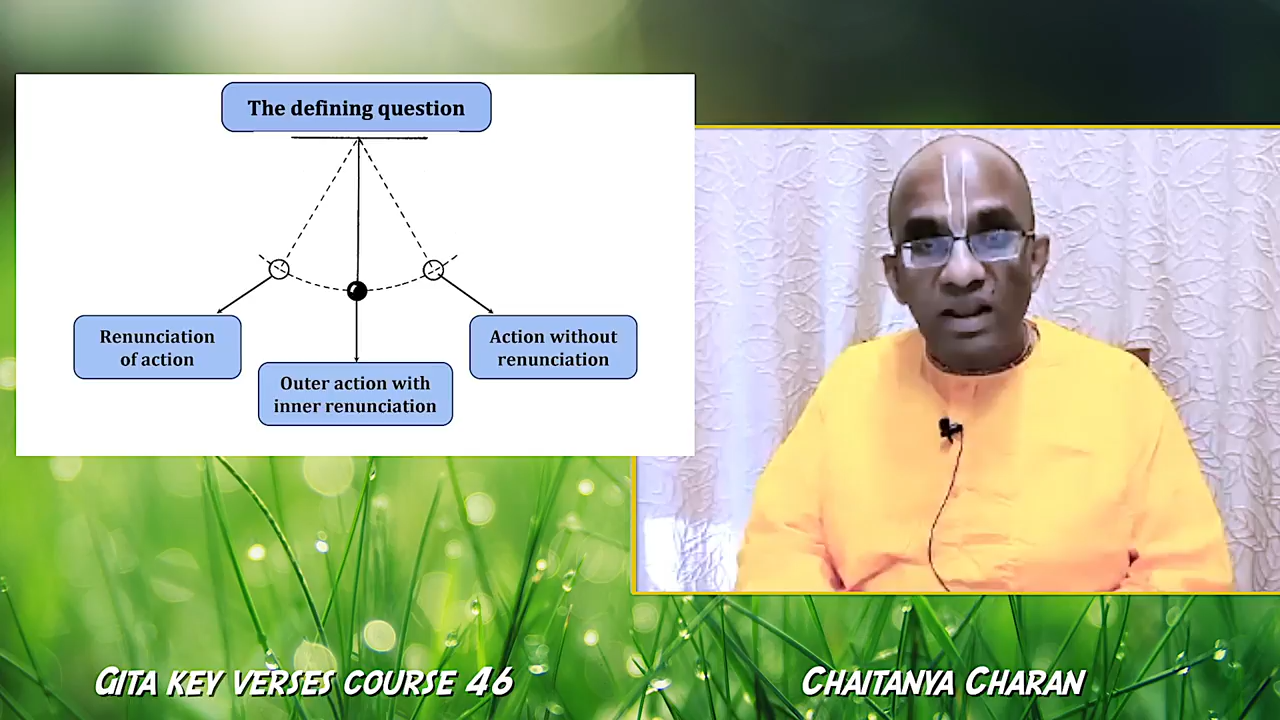 The defining question
Renunciation
of action
Outer action with
inner renunciation
Action without
renunciation
GITA KEY VERSES COURSE 46
CHAITANYA CHARAN